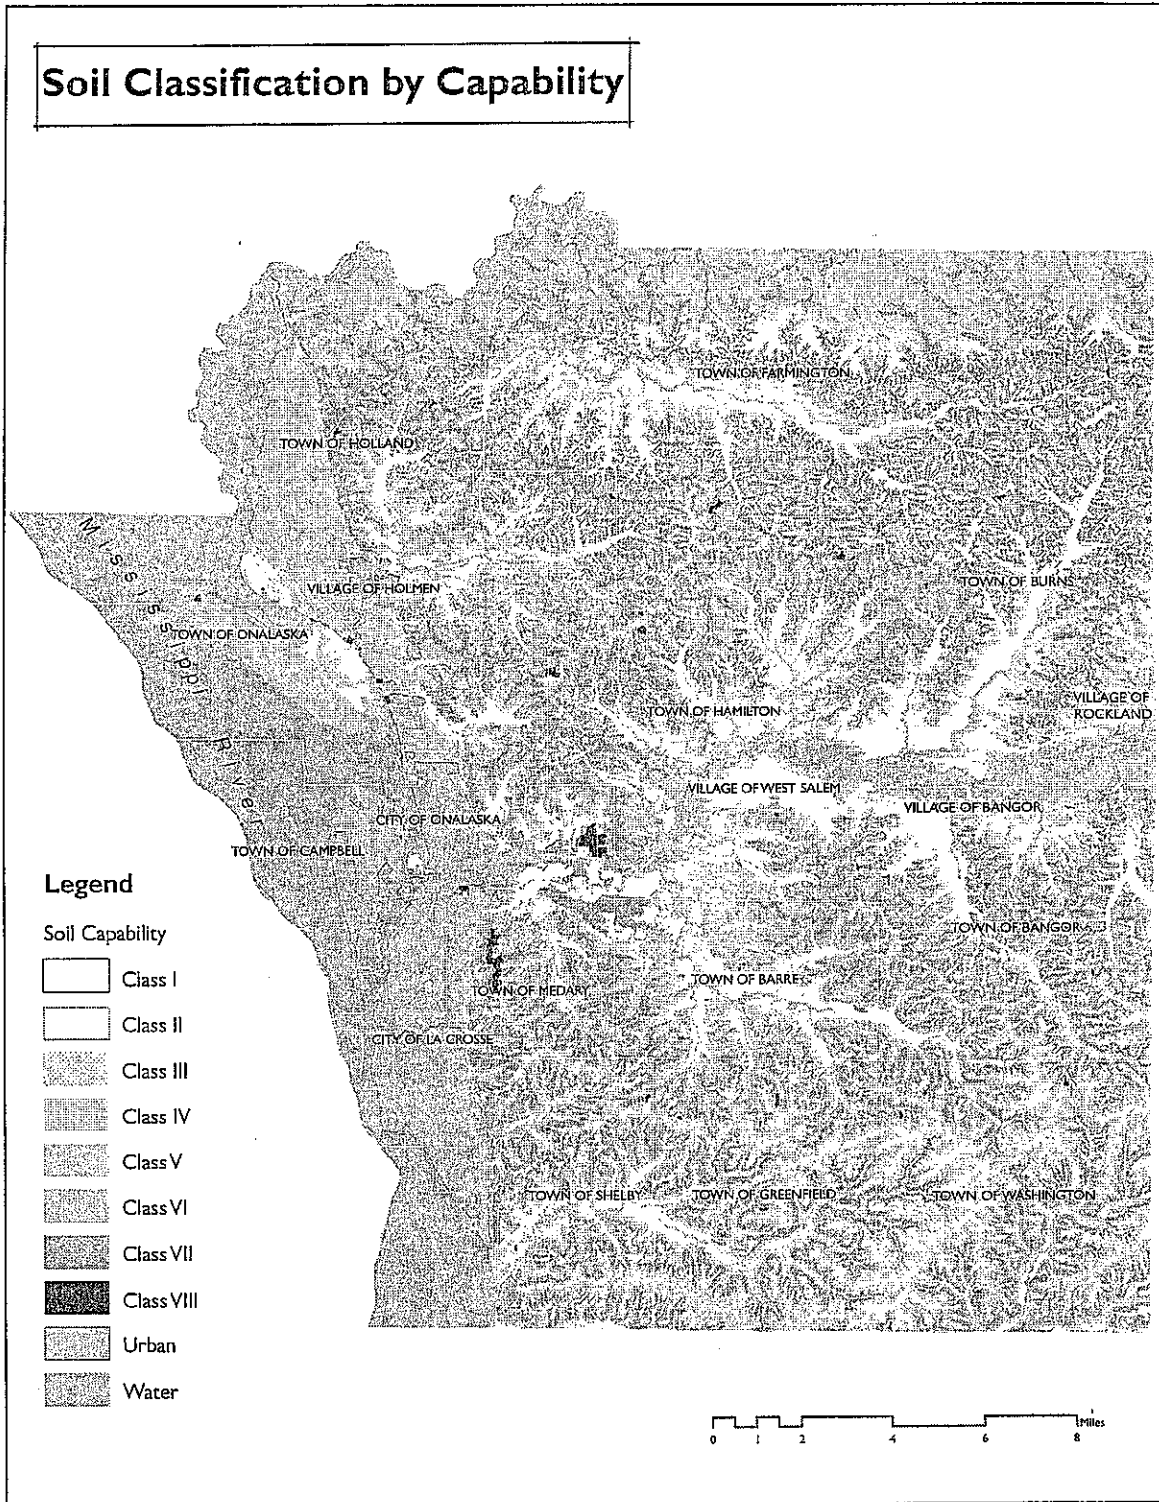 Soil Classification by Capability
TOWN OF FARMINGTON
TOWN OF HOLLAND
Mississippi River
TOWN OF BURNS
VILLAGE OF HOLMEN
TOWN OF ONALASKA
VILLAGE OF
ROCKLAND
TOWN OF HAMILTON
VILLAGE OF WEST SALEM
VILLAGE OF BANGOR
CITY OF ONALASKA
TOWN OF CAMPBELL
TOWN OF BANGOR
TOWN OF BARRE
TOWN OF MEDARY
CITY OF LA CROSSE
TOWN OF SHELBY
TOWN OF GREENFIELD
TOWN OF WASHINGTON
Legend
Soil Capability
Class I
Class II
Class III
Class IV
Class V
Class VI
Class VII
Class VIII
Urban
Water
Miles
0 1 2 4 6 8